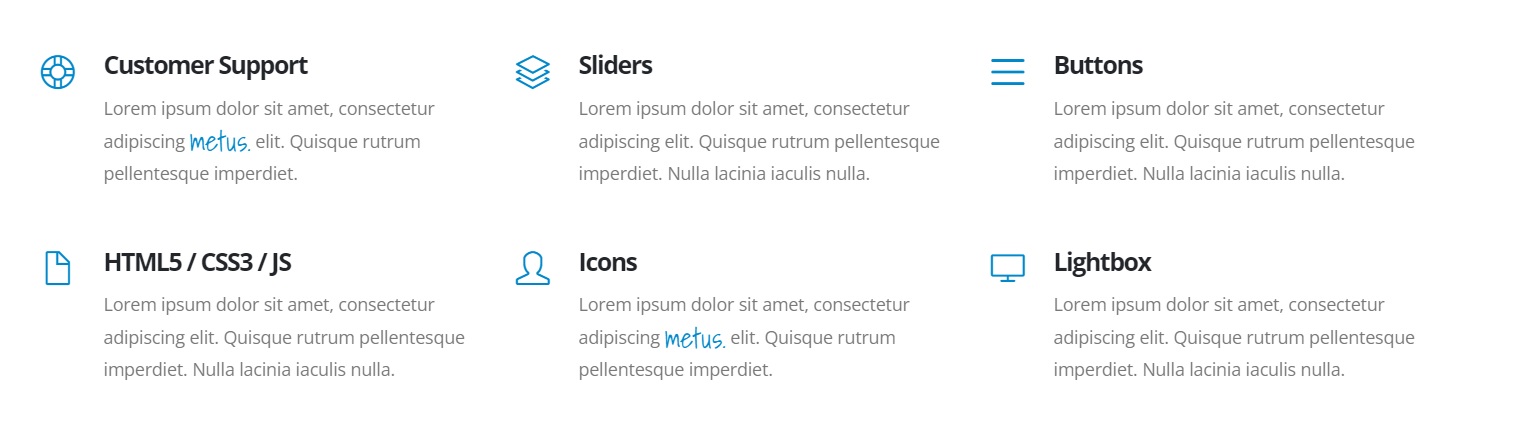 Customer Support
Lorem ipsum dolor sit amet, consectetur
adipiscing metus. elit. Quisque rutrum
pellentesque imperdiet.
Sliders
Lorem ipsum dolor sit amet, consectetur
adipiscing elit. Quisque rutrum pellentesque
imperdiet. Nulla lacinia iaculis nulla.
Buttons
Lorem ipsum dolor sit amet, consectetur
adipiscing elit. Quisque rutrum pellentesque
imperdiet. Nulla lacinia iaculis nulla.
HTML5 / CSS3 / JS
Lorem ipsum dolor sit amet, consectetur
adipiscing elit. Quisque rutrum pellentesque
imperdiet. Nulla lacinia iaculis nulla.
Icons
Lorem ipsum dolor sit amet, consectetur
adipiscing metus. elit. Quisque rutrum
pellentesque imperdiet.
Lightbox
Lorem ipsum dolor sit amet, consectetur
adipiscing elit. Quisque rutrum pellentesque
imperdiet. Nulla lacinia iaculis nulla.